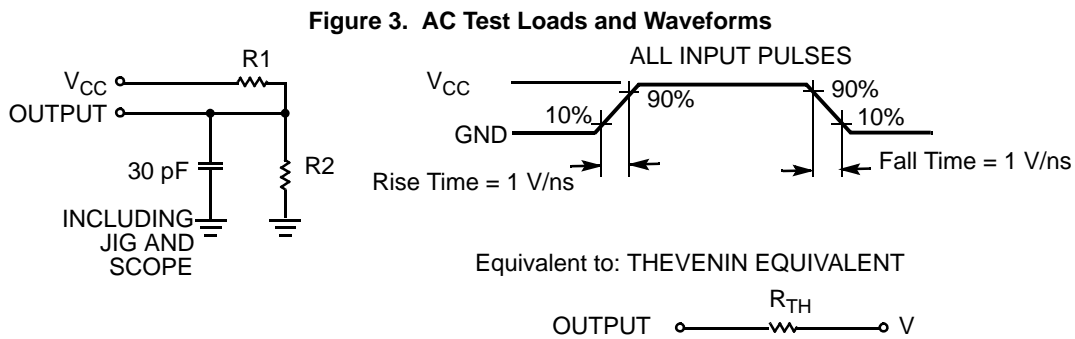 Figure 3. AC Test Loads and Waveforms
R1
VCC
OUTPUT
30 pF
R2
INCLUDING
JIG AND
SCOPE
ALL INPUT PULSES
VCC
GND
10%
90%
90%
10%
Rise Time = 1 V/ns
Fall Time = 1 V/ns
Equivalent to: THEVENIN EQUIVALENT
RTH
OUTPUT
V